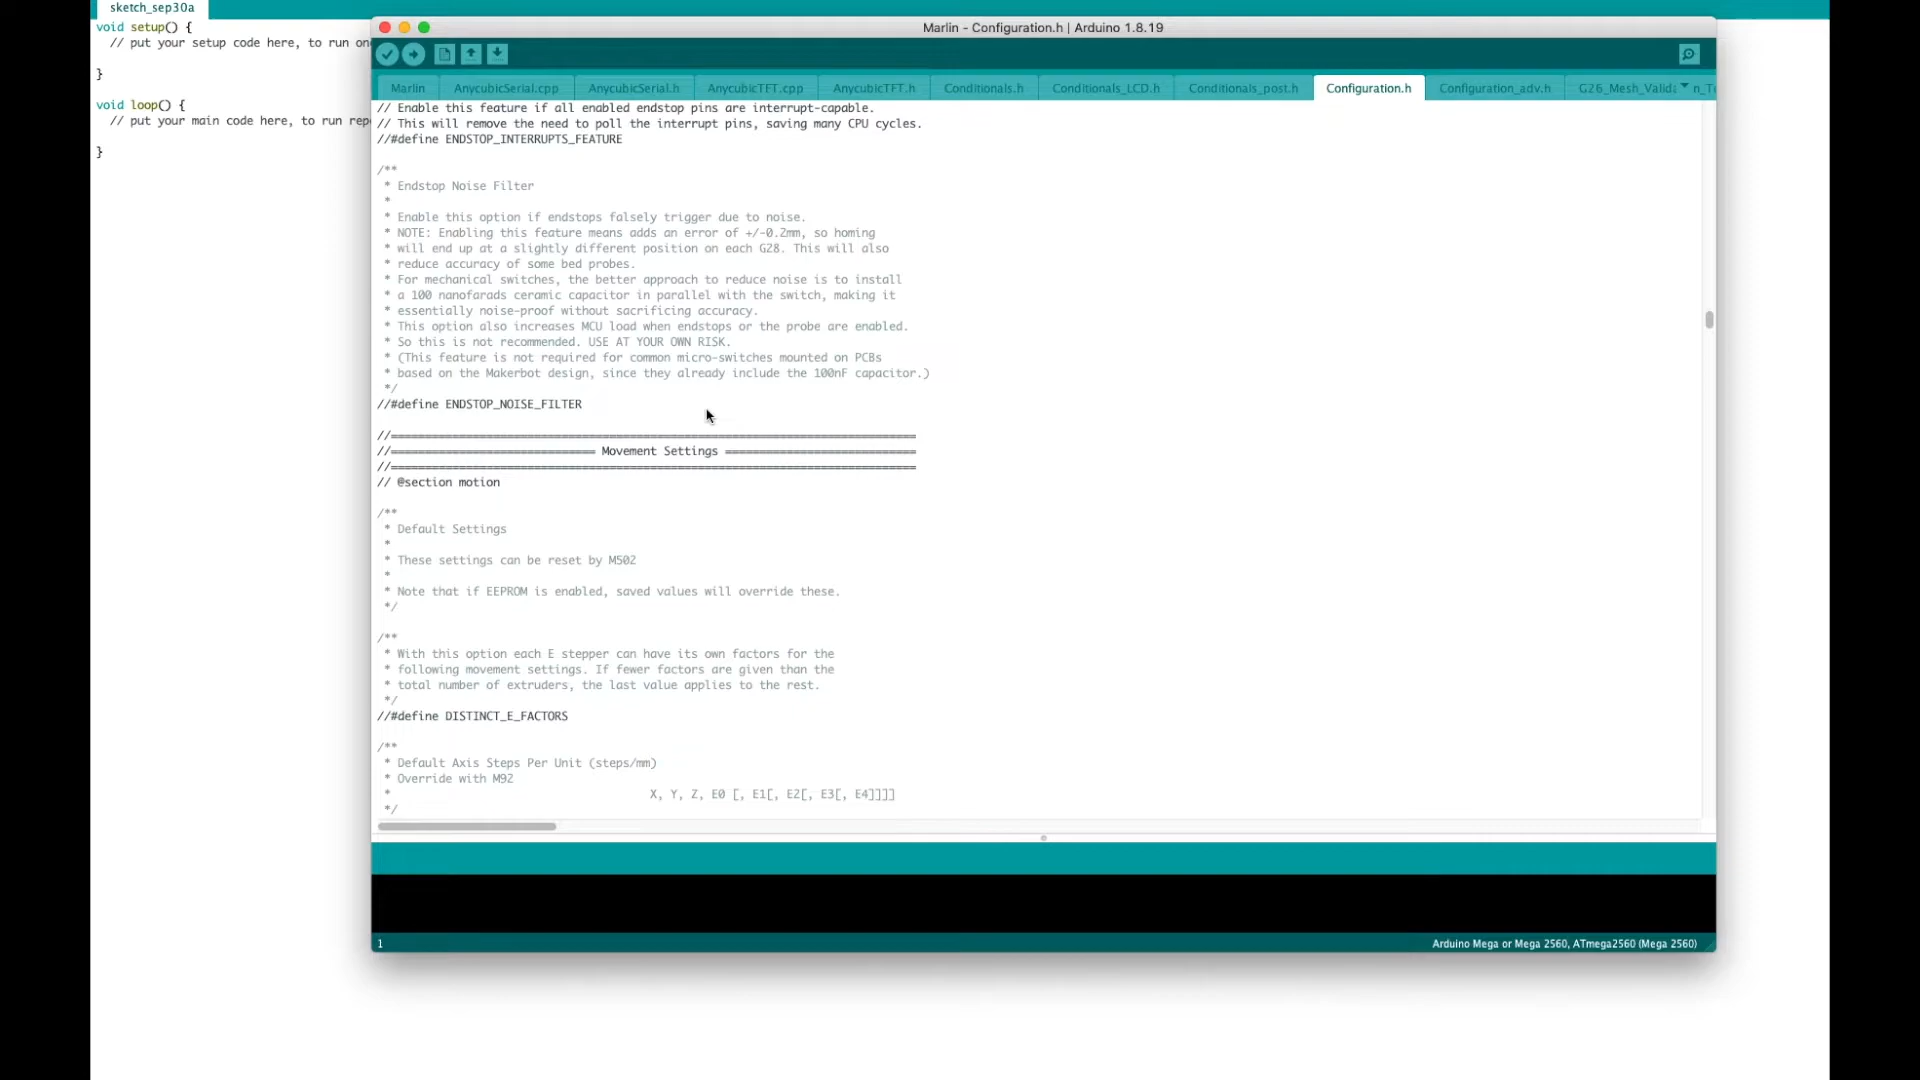 sketch_sep30a
void setup() {
// put your setup code here, to run on
}
void loop() {
// put your main code here, to run rep
}
Marlin - Configuration.h | Arduino 1.8.19
Marlin AnycubicSerial.cpp AnycubicSerial.h AnycubicTFT.cpp AnycubicTFT.h Conditionals.h Conditionals_LCD.h Conditionals_post.h Configuration.h Configuration_adv.h G26_Mesh_Valid
// Enable this feature if all enabled endstop pins are interrupt-capable.
// This will remove the need to poll the interrupt pins, saving many CPU cycles.
//#define ENDSTOP_INTERRUPTS_FEATURE
/**
* Endstop Noise Filter
*
* Enable this option if endstops falsely trigger due to noise.
* NOTE: Enabling this feature means adds an error of +/-0.2mm, so homing
* will end up at a slightly different position on each G28. This will also
* reduce accuracy of some bed probes.
* For mechanical switches, the better approach to reduce noise is to install
* a 100 nanofarads ceramic capacitor in parallel with the switch, making it
* essentially noise-proof without sacrificing accuracy.
* This option also increases MCU load when endstops or the probe are enabled.
* So this is not recommended. USE AT YOUR OWN RISK.
* (This feature is not required for common micro-switches mounted on PCBs
* based on the Makerbot design, since they already include the 100nF capacitor.)
*/
//#define ENDSTOP_NOISE_FILTER
//=============================================================================
//============================== Movement Settings ============================
//=============================================================================
// @section motion
/**
* Default Settings
*
* These settings can be reset by M502
*
* Note that if EEPROM is enabled, saved values will override these.
*/
/**
* With this option each E stepper can have its own factors for the
* following movement settings. If fewer factors are given than the
* total number of extruders, the last value applies to the rest.
*/
//#define DISTINCT_E_FACTORS
/**
* Default Axis Steps Per Unit (steps/mm)
* Override with M92
* X, Y, Z, E0 [, E1[, E2[, E3[, E4]]]]
*/
1
Arduino Mega or Mega 2560, ATmega2560 (Mega 2560)